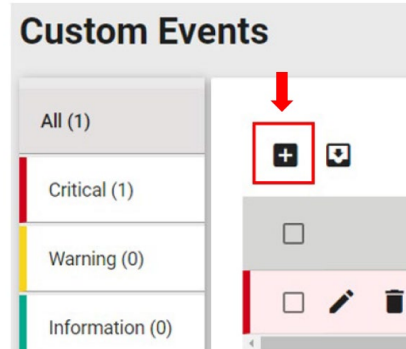 Custom Events
All (1)
Critical (1)
Warning (0)
Information (0)